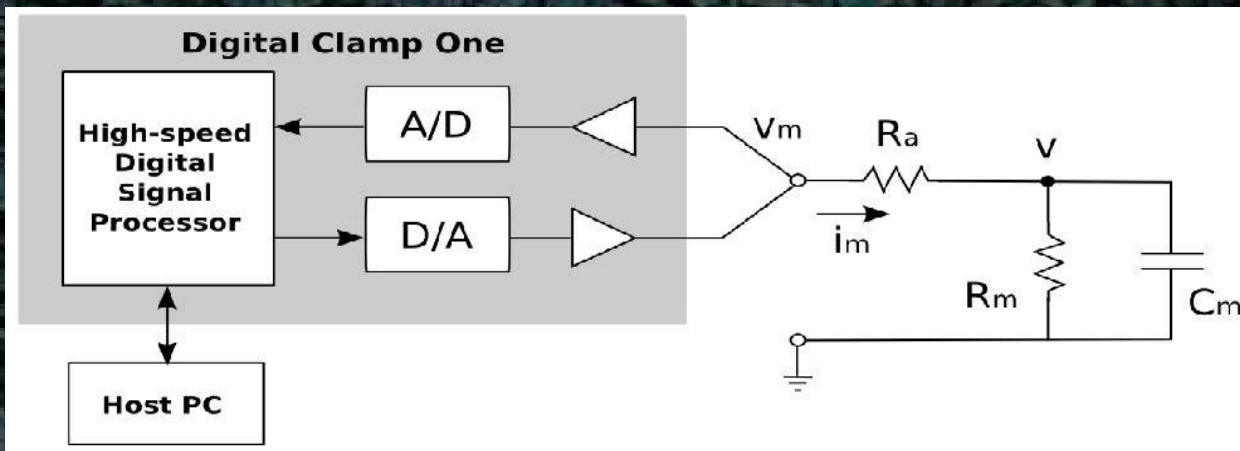 Digital Clamp One
High-speed
Digital
Signal
Processor
A/D
D/A
Host PC
vm
Ra
v
im
Rm
Cm